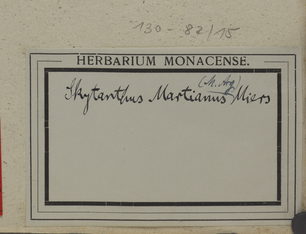 130-82/15
HERBARIUM MONACENSE.
(M. Arg)
Skytanthus Martianus Miers